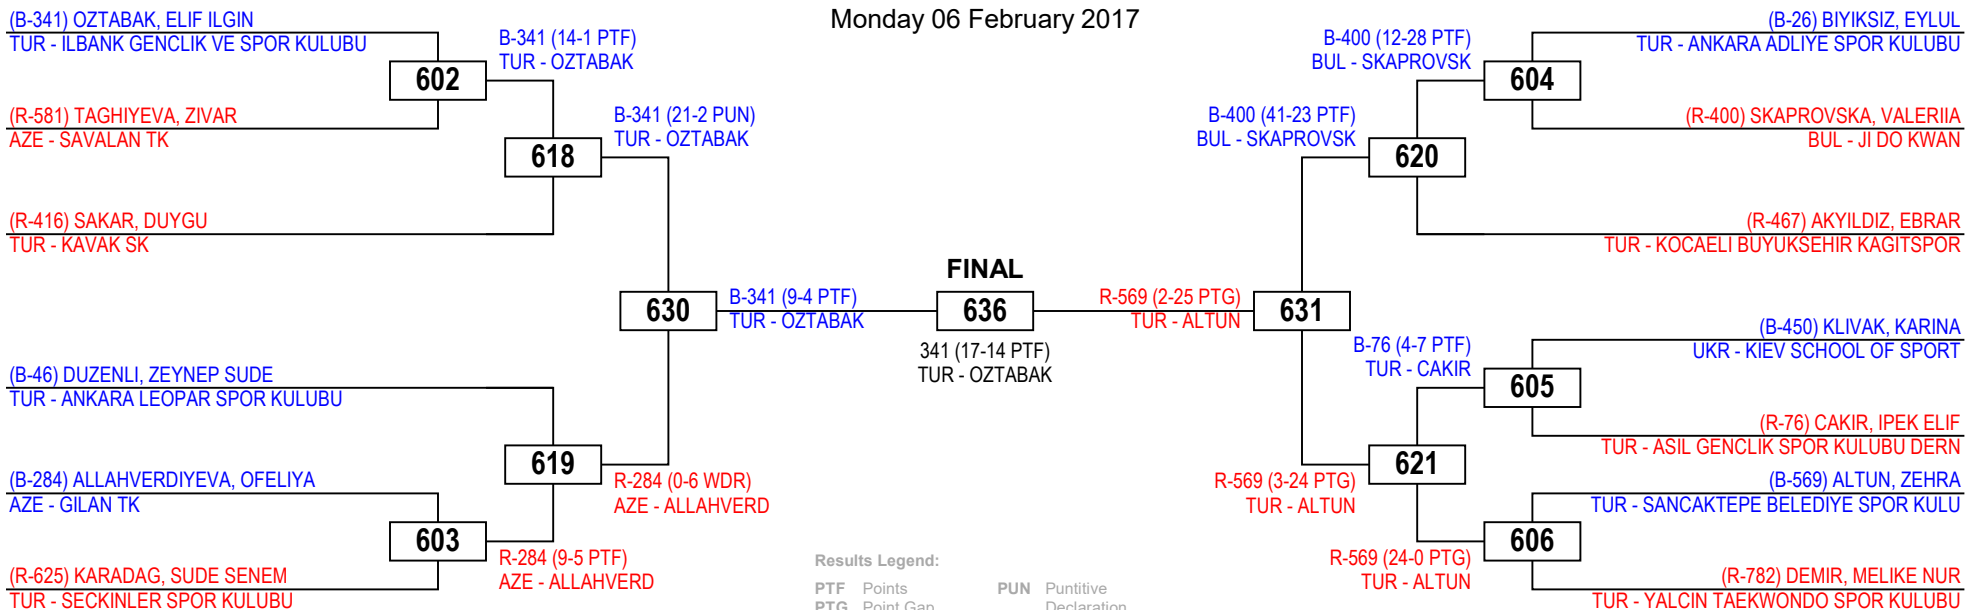 Monday 06 February 2017
(B-341) OZTABAK, ELIF ILGIN
TUR - ILBANK GENCLIK VE SPOR KULUBU
602
(R-581) TAGHIYEVA, ZIVAR
AZE - SAVALAN TK
B-341 (14-1 PTF)
TUR - OZTABAK
618
B-341 (21-2 PUN)
TUR - OZTABAK
(R-416) SAKAR, DUYGU
TUR - KAVAK SK
630
B-341 (9-4 PTF)
TUR - OZTABAK
(B-46) DUZENLI, ZEYNEP SUDE
TUR - ANKARA LEOPAR SPOR KULUBU
619
R-284 (0-6 WDR)
AZE - ALLAHVERD
(B-284) ALLAHVERDIYEVA, OFELIYA
AZE - GILAN TK
603
R-284 (9-5 PTF)
AZE - ALLAHVERD
(R-625) KARADAG, SUDE SENEM
TUR - SECKINLER SPOR KULUBU
FINAL
636
341 (17-14 PTF)
TUR - OZTABAK
(B-26) BIYIKSIZ, EYLUL
TUR - ANKARA ADLIYE SPOR KULUBU
B-400 (12-28 PTF)
BUL - SKAPROVSK
604
(R-400) SKAPROVSKA, VALERIIA
BUL - JI DO KWAN
B-400 (41-23 PTF)
BUL - SKAPROVSK
620
(R-467) AKYILDIZ, EBRAR
TUR - KOCAELI BUYUKSEHIR KAGITSPOR
R-569 (2-25 PTG)
TUR - ALTUN
631
(B-450) KLIVAK, KARINA
UKR - KIEV SCHOOL OF SPORT
B-76 (4-7 PTF)
TUR - CAKIR
605
(R-76) CAKIR, IPEK ELIF
TUR - ASIL GENCLIK SPOR KULUBU DERN
621
R-569 (3-24 PTG)
TUR - ALTUN
(B-569) ALTUN, ZEHRA
TUR - SANCAKTEPE BELEDIYE SPOR KULU
606
R-569 (24-0 PTG)
TUR - ALTUN
(R-782) DEMIR, MELIKE NUR
TUR - YALCIN TAEKWONDO SPOR KULUBU
Results Legend:
PTF Points
PUN Puntitive
PTG Point Gap
Declaration